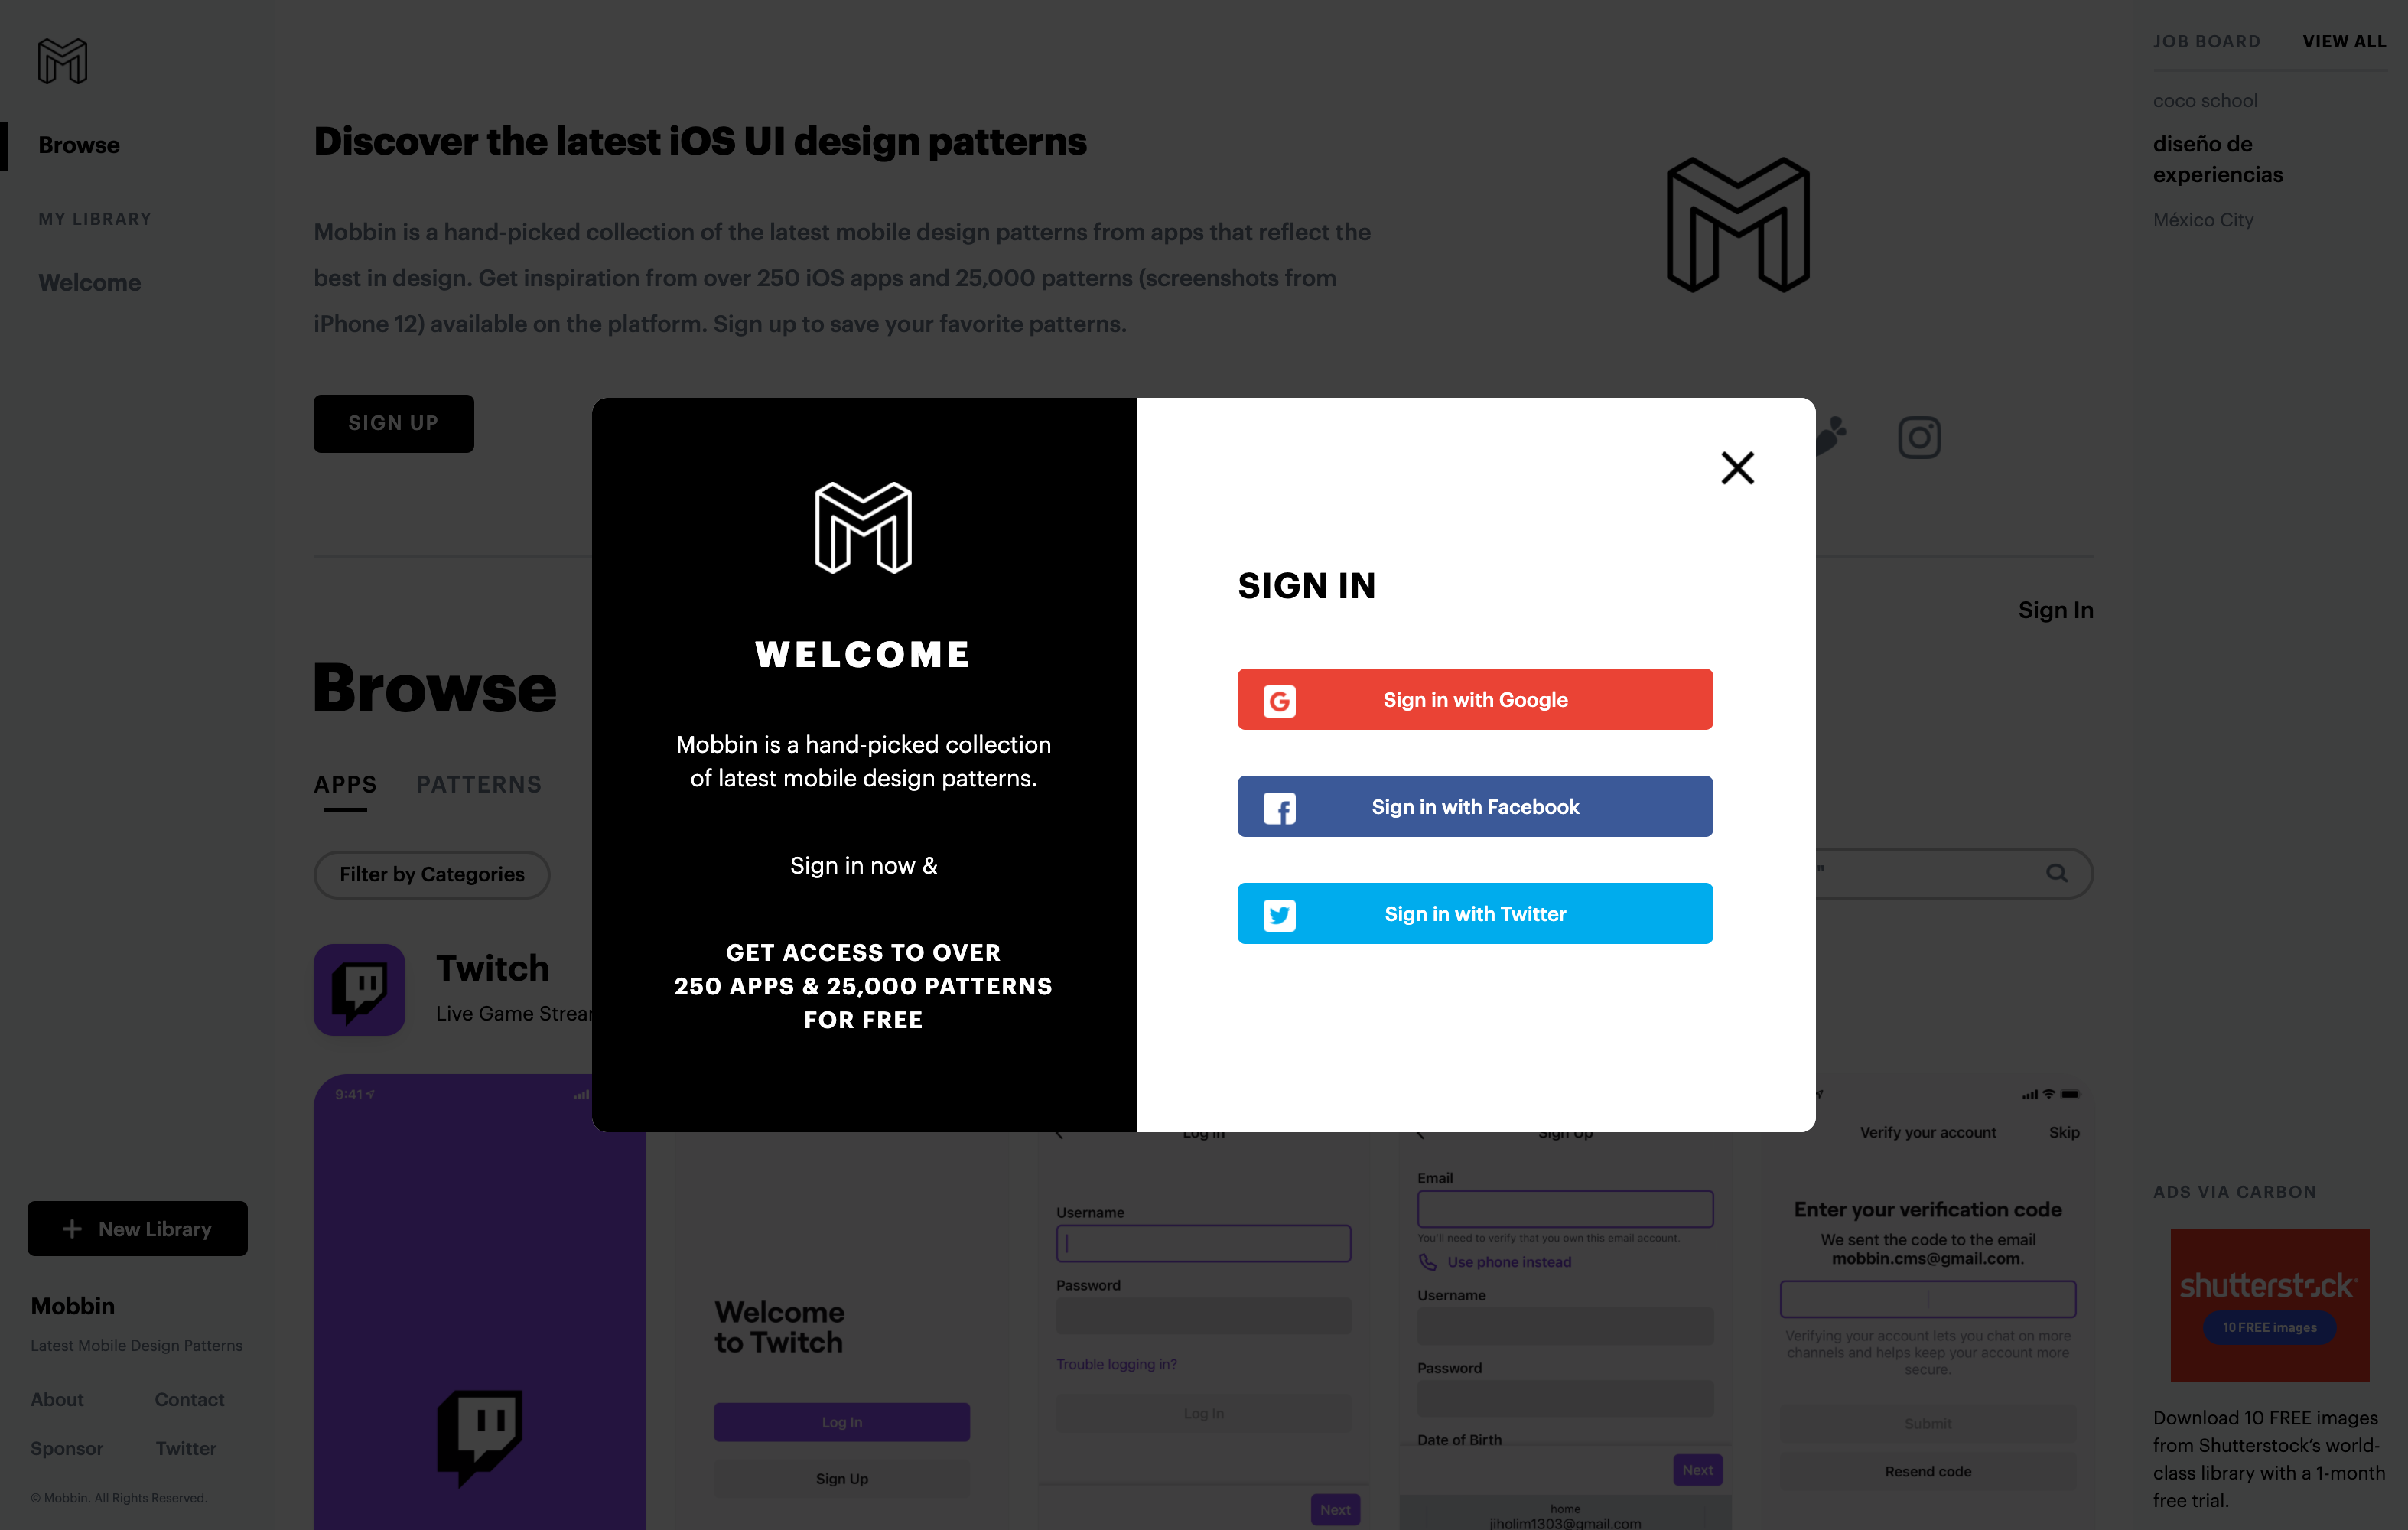 Browse
MY LIBRARY
Welcome
New Library
Mobbin
Latest Mobile Design Patterns
About
Contact
Sponsor
Twitter
© Mobbin. All Rights Reserved.
Discover the latest iOS UI design patterns
Mobbin is a hand-picked collection of the latest mobile design patterns from apps that reflect the
best in design. Get inspiration from over 250 iOS apps and 25,000 patterns (screenshots from
iPhone 12) available on the platform. Sign up to save your favorite patterns.
SIGN UP
Sign In
Browse
APPS
PATTERNS
Filter by Categories
"
Twitch
Live Game
WELCOME
Mobbin is a hand-picked collection
of latest mobile design patterns.
Sign in now &
GET ACCESS TO OVER
250 APPS & 25,000 PATTERNS
FOR FREE
SIGN IN
Sign in with Google
Sign in with Facebook
Sign in with Twitter
9:41
Welcome
to Twitch
Log In
Sign Up
Log In
Username
Password
Trouble logging in?
Log In
Next
Sign Up
Email
You'll need to verify that you own this email account.
Use phone instead
Username
Password
Date of Birth
Next
home
jiholim1303@gmail.com
Verify your account
Skip
Enter your verification code
We sent the code to the email
mobbin.cms@gmail.com.
Verifying your account lets you chat on more
channels and helps keep your account more
secure.
Submit
Resend code
JOB BOARD
VIEW ALL
coco school
diseño de
experiencias
México City
ADS VIA CARBON
shutterstock
10 FREE images
Download 10 FREE images
from Shutterstock's world-
class library with a 1-month
free trial.